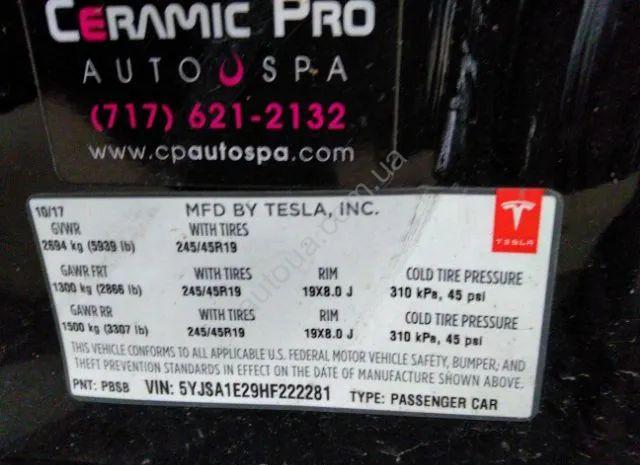 CERAMIC PRO
AUTO SPA
(717) 621-2132
www.cpautospa.com
10/17 MFD BY TESLA, INC.
GVWR WITH TIRES
2694 kg (5939 lb) 245/45R19
TESLA
GAWR FRT WITH TIRES RIM COLD TIRE PRESSURE
1300 kg (2866 lb) 245/45R19 19X8.0 J 310 kPa, 45 psi
GAWR RR WITH TIRES RIM COLD TIRE PRESSURE
1500 kg (3307 lb) 245/45R19 19X8.0 J 310 kPa, 45 psi
THIS VEHICLE CONFORMS TO ALL APPLICABLE U.S. FEDERAL MOTOR VEHICLE SAFETY, BUMPER, AND
THEFT PREVENTION STANDARDS IN EFFECT ON THE DATE OF MANUFACTURE SHOWN ABOVE.
PNT: PBSB VIN: 5YJSA1E29HF222281 TYPE: PASSENGER CAR